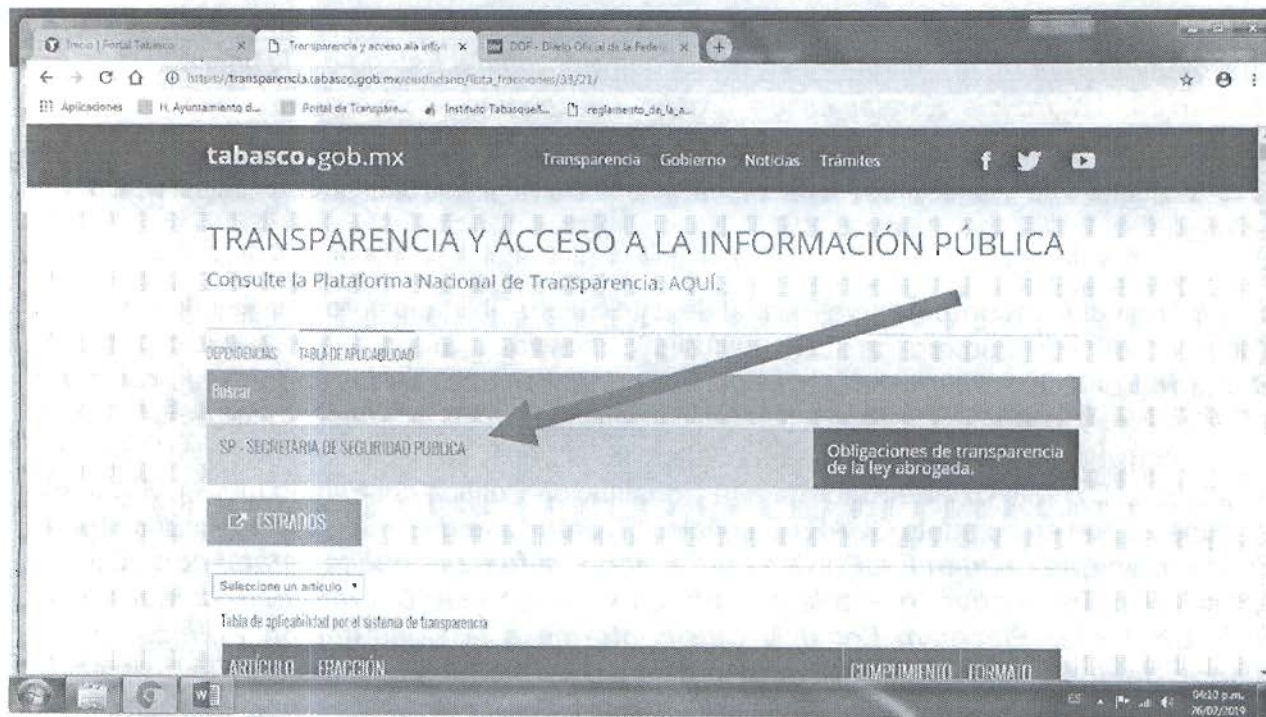 Inicio | Portal Tabasco
Transparencia y acceso ala infor
DOF - Diario Oficial de la Federa
https://transparencia.tabasco.gob.mx/ciudadano/lista_fracciones/33/21/
Aplicaciones H. Ayuntamiento d... Portal de Transpare... Instituto Tabasqueñ... reglamento_de_la_a...
tabasco.gob.mx Transparencia Gobierno Noticias Trámites
TRANSPARENCIA Y ACCESO A LA INFORMACIÓN PÚBLICA
Consulte la Plataforma Nacional de Transparencia. AQUÍ.
DEPENDENCIAS TABLA DE APLICABILIDAD
Buscar
SP - SECRETARIA DE SEGURIDAD PUBLICA
Obligaciones de transparencia
de la ley abrogada.
ESTRADOS
Seleccione un artículo
Tabla de aplicabilidad por el sistema de transparencia
ARTÍCULO FRACCIÓN CUMPLIMIENTO FORMATO
ES 04:10 p.m.
26/02/2019